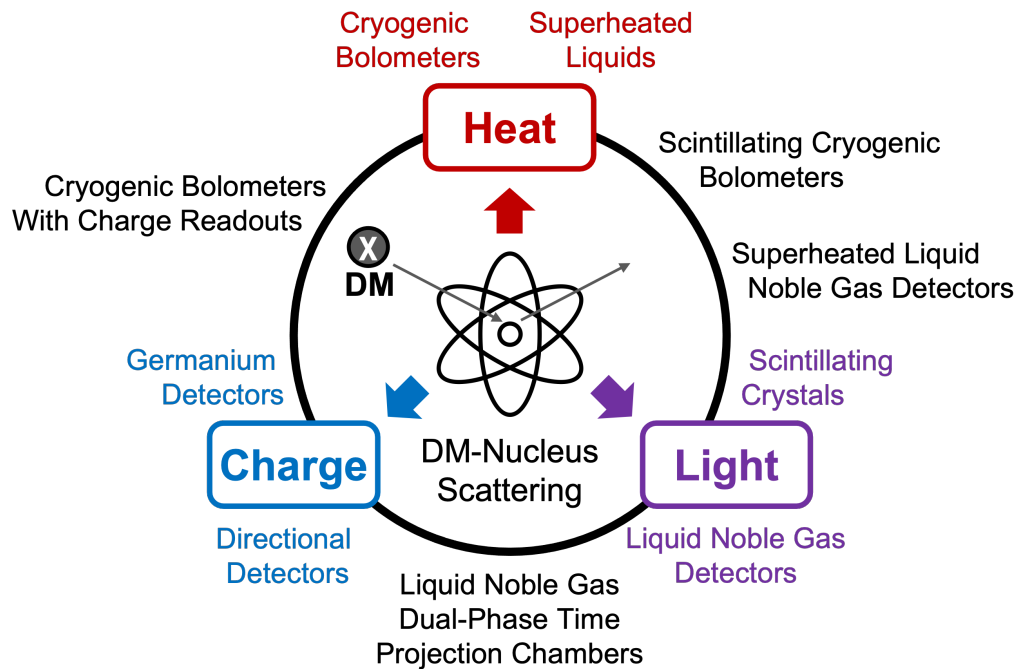 Cryogenic
Bolometers
Superheated
Liquids
Heat
Scintillating Cryogenic
Bolometers
Cryogenic Bolometers
With Charge Readouts
X
DM
Superheated Liquid
Noble Gas Detectors
Germanium
Detectors
Scintillating
Crystals
Charge
DM-Nucleus
Scattering
Light
Directional
Detectors
Liquid Noble Gas
Detectors
Liquid Noble Gas
Dual-Phase Time
Projection Chambers